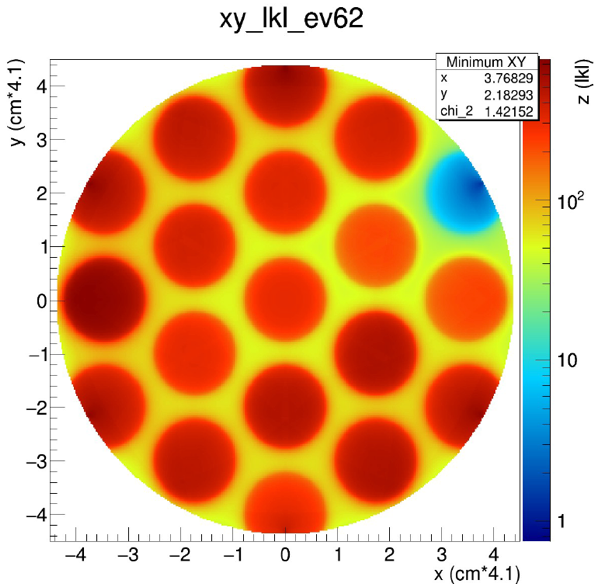 xy_lkl_ev62
Minimum XY
x 3.76829
y 2.18293
chi_2 1.42152
y (cm*4.1)
z (lkl)
4
3
2
1
0
−1
−2
−3
−4
10²
10
1
−4 −3 −2 −1 0 1 2 3 4
x (cm*4.1)